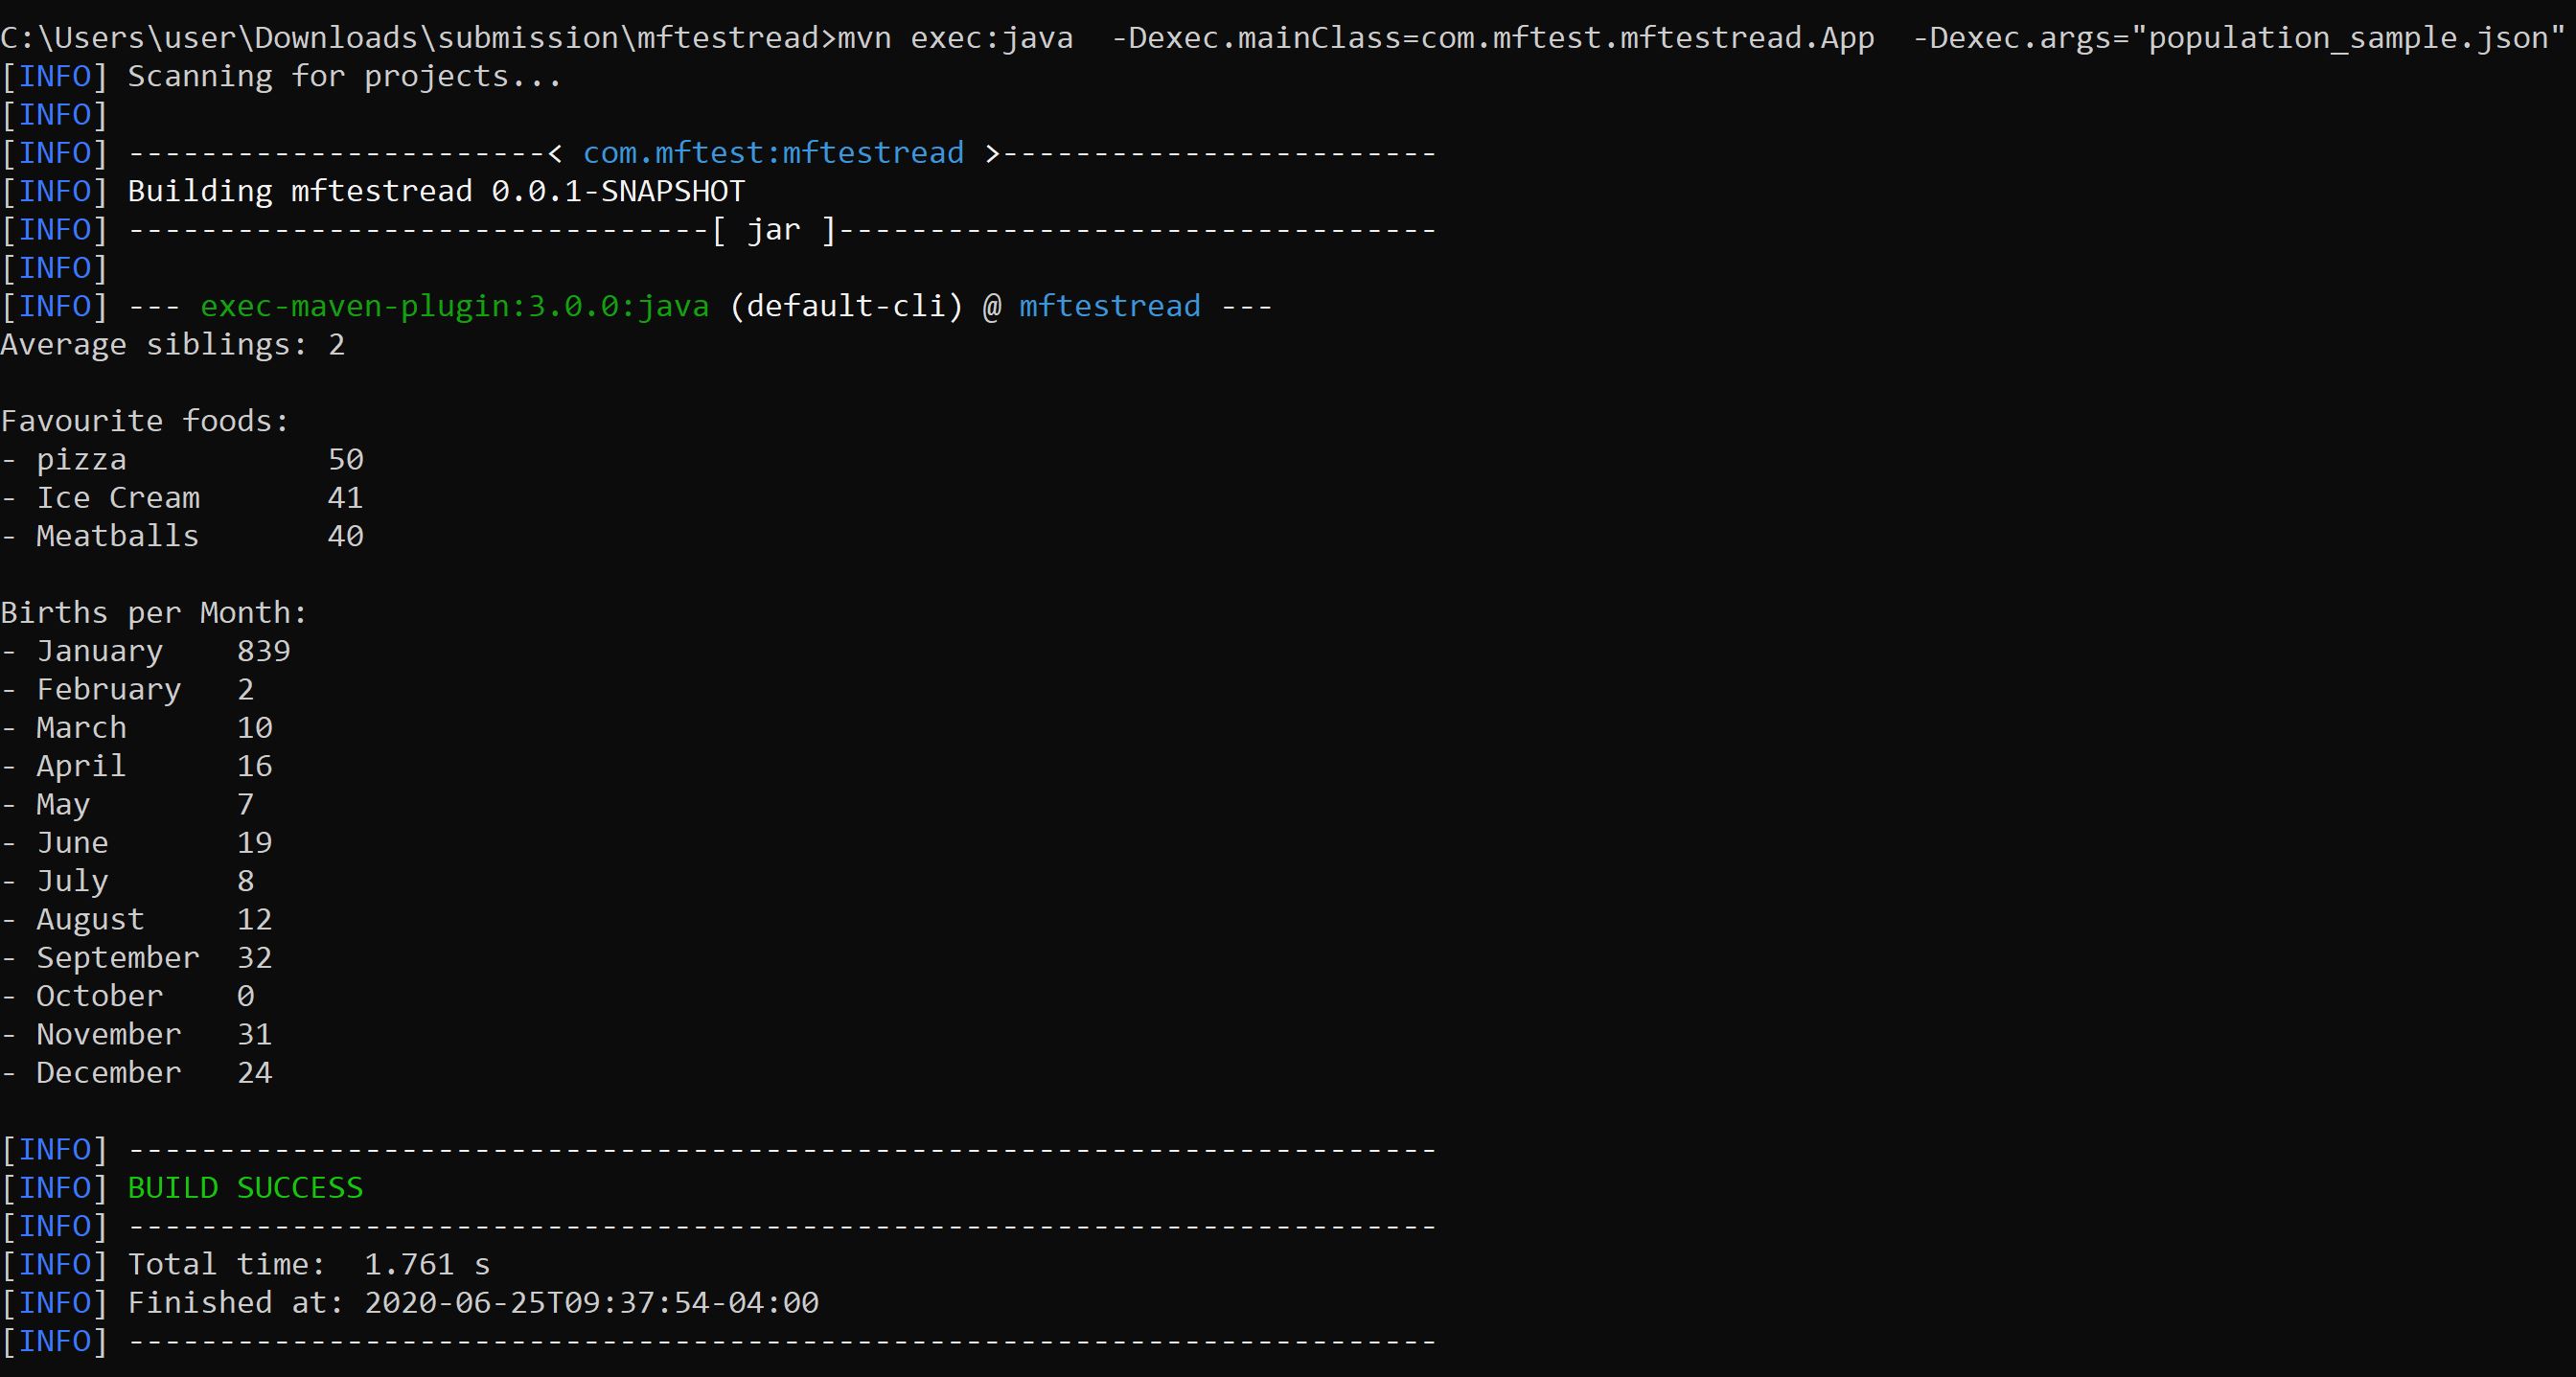 C:\Users\user\Downloads\submission\mftestread>mvn exec:java  -Dexec.mainClass=com.mftest.mftestread.App  -Dexec.args="population_sample.json"
[INFO] Scanning for projects...
[INFO]
[INFO] -----------------------< com.mftest:mftestread >------------------------
[INFO] Building mftestread 0.0.1-SNAPSHOT
[INFO] --------------------------------[ jar ]---------------------------------
[INFO]
[INFO] --- exec-maven-plugin:3.0.0:java (default-cli) @ mftestread ---
Average siblings: 2

Favourite foods:
- pizza           50
- Ice Cream       41
- Meatballs       40

Births per Month:
- January    839
- February   2
- March      10
- April      16
- May        7
- June       19
- July       8
- August     12
- September  32
- October    0
- November   31
- December   24

[INFO] ------------------------------------------------------------------------
[INFO] BUILD SUCCESS
[INFO] ------------------------------------------------------------------------
[INFO] Total time:  1.761 s
[INFO] Finished at: 2020-06-25T09:37:54-04:00
[INFO] ------------------------------------------------------------------------